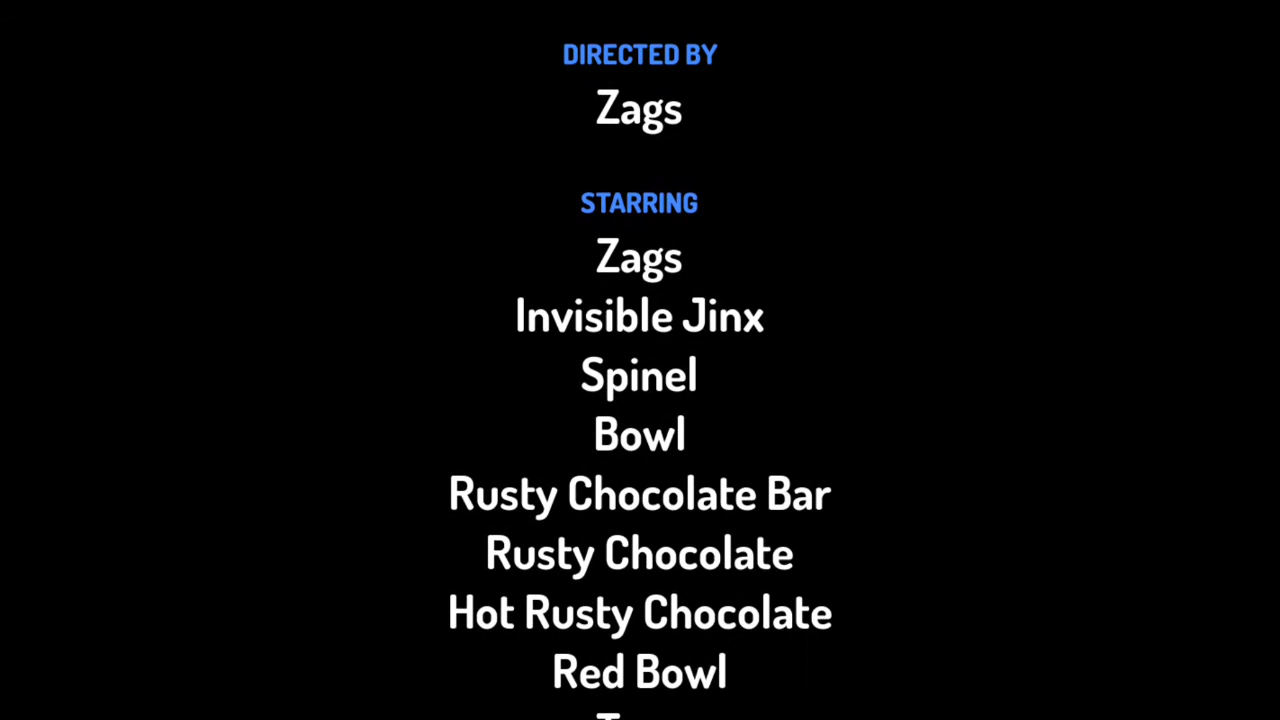 DIRECTED BY
Zags
STARRING
Zags
Invisible Jinx
Spinel
Bowl
Rusty Chocolate Bar
Rusty Chocolate
Hot Rusty Chocolate
Red Bowl